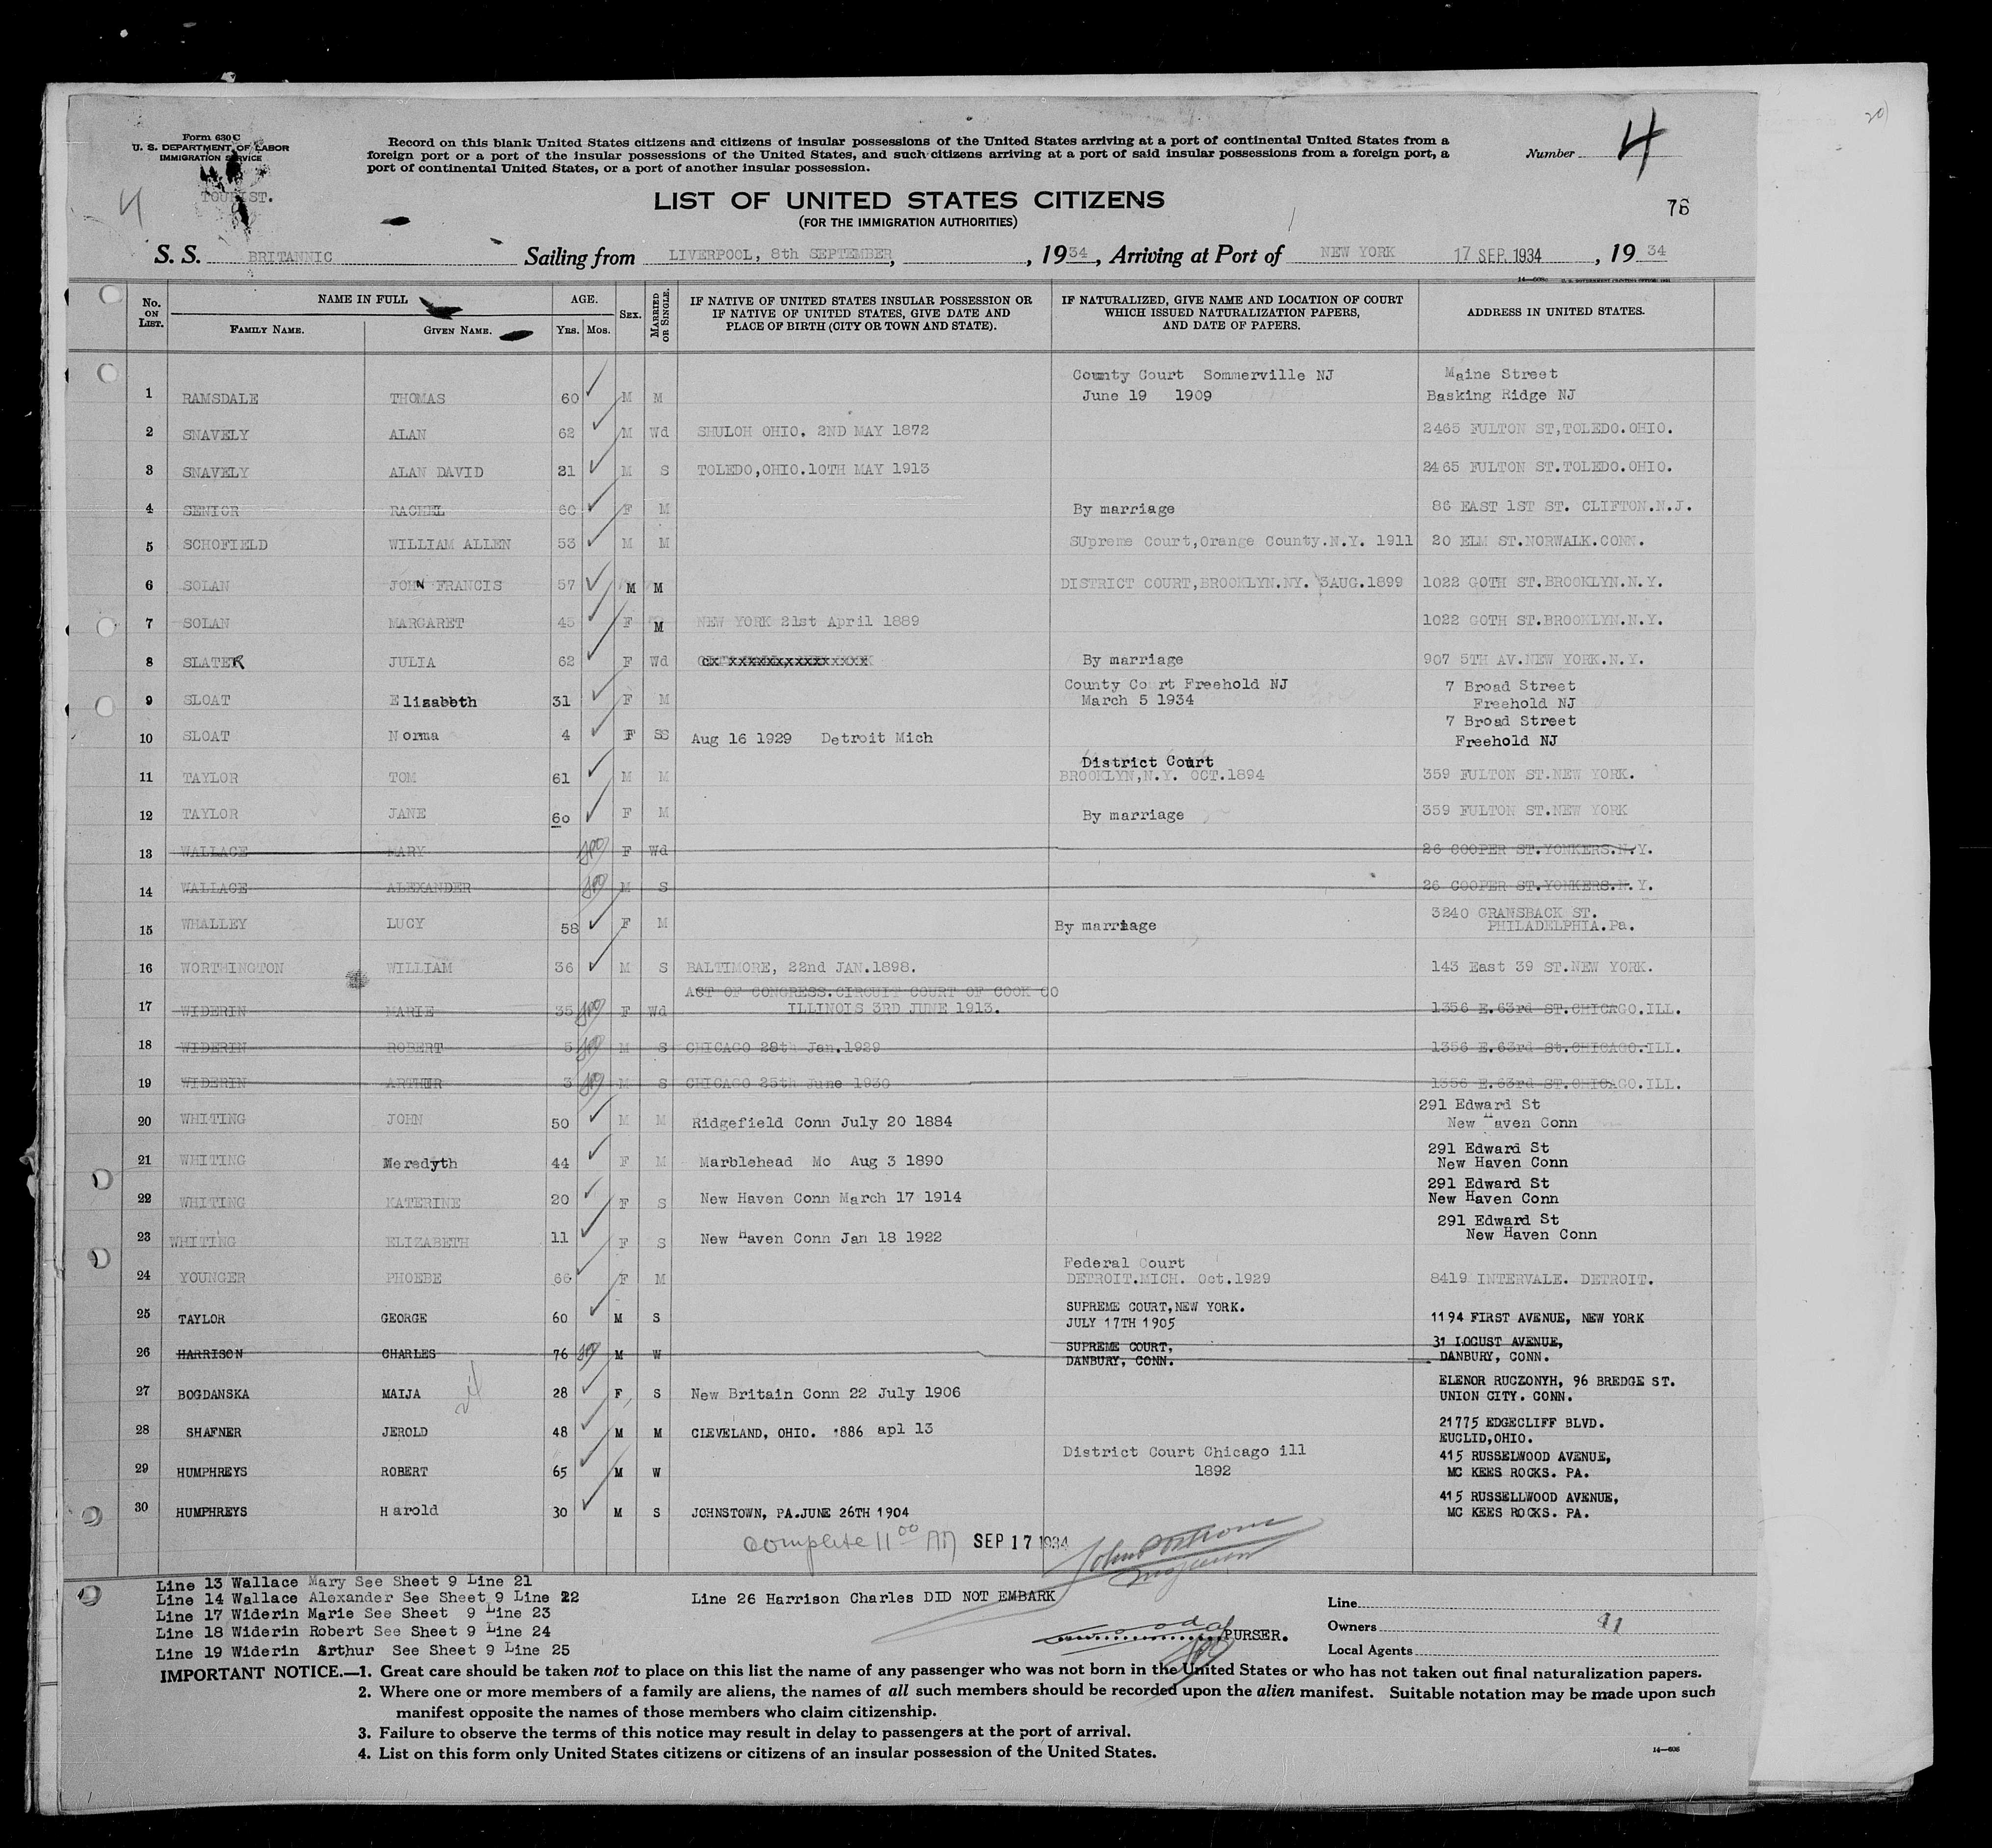 20)
Form 630 C
U. S. DEPARTMENT OF LABOR
IMMIGRATION SERVICE
TOURIST.
4
Record on this blank United States citizens and citizens of insular possessions of the United States arriving at a port of continental United States from a
foreign port or a port of the insular possessions of the United States, and such citizens arriving at a port of said insular possessions from a foreign port, a
port of continental United States, or a port of another insular possession.
Number 4
LIST OF UNITED STATES CITIZENS
(FOR THE IMMIGRATION AUTHORITIES)
76
S. S. BRITANNIC Sailing from LIVERPOOL, 8th SEPTEMBER, , 1934, Arriving at Port of NEW YORK 17 SEP. 1934 , 1934
No. ON LIST. NAME IN FULL FAMILY NAME. GIVEN NAME. AGE. YRS. MOS. SEX. MARRIED OR SINGLE. IF NATIVE OF UNITED STATES INSULAR POSSESSION OR IF NATIVE OF UNITED STATES, GIVE DATE AND PLACE OF BIRTH (CITY OR TOWN AND STATE). IF NATURALIZED, GIVE NAME AND LOCATION OF COURT WHICH ISSUED NATURALIZATION PAPERS, AND DATE OF PAPERS. ADDRESS IN UNITED STATES.
County Court Sommerville NJ Maine Street
1 RAMSDALE THOMAS 60 M M June 19 1909 Basking Ridge NJ
2 SNAVELY ALAN 62 M Wd SHULOH OHIO. 2ND MAY 1872 2465 FULTON ST,TOLEDO.OHIO.
3 SNAVELY ALAN DAVID 21 M S TOLEDO,OHIO.10TH MAY 1913 2465 FULTON ST.TOLEDO.OHIO.
4 SENIOR RACHEL 60 F M By marriage 86 EAST 1ST ST. CLIFTON.N.J.
5 SCHOFIELD WILLIAM ALLEN 53 M M SUpreme Court,Orange County.N.Y. 1911 20 ELM ST.NORWALK.CONN.
6 SOLAN JOHN FRANCIS 57 M M DISTRICT COURT,BROOKLYN.NY. 3AUG.1899 1022 GOTH ST.BROOKLYN.N.Y.
7 SOLAN MARGARET 45 F M NEW YORK 21st April 1889 1022 GOTH ST.BROOKLYN.N.Y.
8 SLATER JULIA 62 F Wd By marriage 907 5TH AV.NEW YORK.N.Y.
County Court Freehold NJ 7 Broad Street
9 SLOAT Elizabeth 31 F M March 5 1934 Freehold NJ
7 Broad Street
10 SLOAT Norma 4 F S Aug 16 1929 Detroit Mich Freehold NJ
District Court
11 TAYLOR TOM 61 M M BROOKLYN,N.Y. OCT.1894 359 FULTON ST.NEW YORK.
12 TAYLOR JANE 60 F M By marriage 359 FULTON ST.NEW YORK
13 WALLACE MARY F Wd 26 COOPER ST.YONKERS.N.Y.
14 WALLACE ALEXANDER M S 26 COOPER ST.YONKERS.N.Y.
15 WHALLEY LUCY 58 F M By marriage 3240 GRANSBACK ST.
PHILADELPHIA.Pa.
16 WORTHINGTON WILLIAM 36 M S BALTIMORE, 22nd JAN.1898. 143 East 39 ST.NEW YORK.
ACT OF CONGRESS.CIRCUIT COURT OF COOK CO
17 WIDERIN MARIE 35 F Wd ILLINOIS 3RD JUNE 1913. 1356 E.63rd ST.CHICAGO.ILL.
18 WIDERIN ROBERT 5 M S CHICAGO 28th Jan.1929 1356 E.63rd St.CHICAGO.ILL.
19 WIDERIN ARTHUR 3 M S CHICAGO 25th June 1930 1356 E.63rd ST.CHICAGO.ILL.
291 Edward St
20 WHITING JOHN 50 M M Ridgefield Conn July 20 1884 New Haven Conn
291 Edward St
21 WHITING Meredyth 44 F M Marblehead Mo Aug 3 1890 New Haven Conn
291 Edward St
22 WHITING KATERINE 20 F S New Haven Conn March 17 1914 New Haven Conn
291 Edward St
23 WHITING ELIZABETH 11 F S New Haven Conn Jan 18 1922 New Haven Conn
Federal Court
24 YOUNGER PHOEBE 66 F M DETROIT.MICH. Oct.1929 8419 INTERVALE. DETROIT.
SUPREME COURT,NEW YORK.
25 TAYLOR GEORGE 60 M S JULY 17TH 1905 1194 FIRST AVENUE, NEW YORK
SUPREME COURT, 31 LOCUST AVENUE,
26 HARRISON CHARLES 76 M W DANBURY, CONN. DANBURY, CONN.
ELENOR RUCZONYH, 96 BREDGE ST.
27 BOGDANSKA MAIJA 28 F S New Britain Conn 22 July 1906 UNION CITY. CONN.
21775 EDGECLIFF BLVD.
28 SHAFNER JEROLD 48 M M CLEVELAND, OHIO. 1886 apl 13 EUCLID,OHIO.
District Court Chicago ill 415 RUSSELWOOD AVENUE,
29 HUMPHREYS ROBERT 65 M W 1892 MC KEES ROCKS. PA.
415 RUSSELLWOOD AVENUE,
30 HUMPHREYS Harold 30 M S JOHNSTOWN, PA.JUNE 26TH 1904 MC KEES ROCKS. PA.
complete 11 00 AM SEP 17 1934
Line 13 Wallace Mary See Sheet 9 Line 21
Line 14 Wallace Alexander See Sheet 9 Line 22
Line 17 Widerin Marie See Sheet 9 Line 23
Line 18 Widerin Robert See Sheet 9 Line 24
Line 19 Widerin Arthur See Sheet 9 Line 25
Line 26 Harrison Charles DID NOT EMBARK
PURSER.
Line
Owners
Local Agents
IMPORTANT NOTICE.—1. Great care should be taken not to place on this list the name of any passenger who was not born in the United States or who has not taken out final naturalization papers.
2. Where one or more members of a family are aliens, the names of all such members should be recorded upon the alien manifest. Suitable notation may be made upon such
manifest opposite the names of those members who claim citizenship.
3. Failure to observe the terms of this notice may result in delay to passengers at the port of arrival.
4. List on this form only United States citizens or citizens of an insular possession of the United States.
14—608